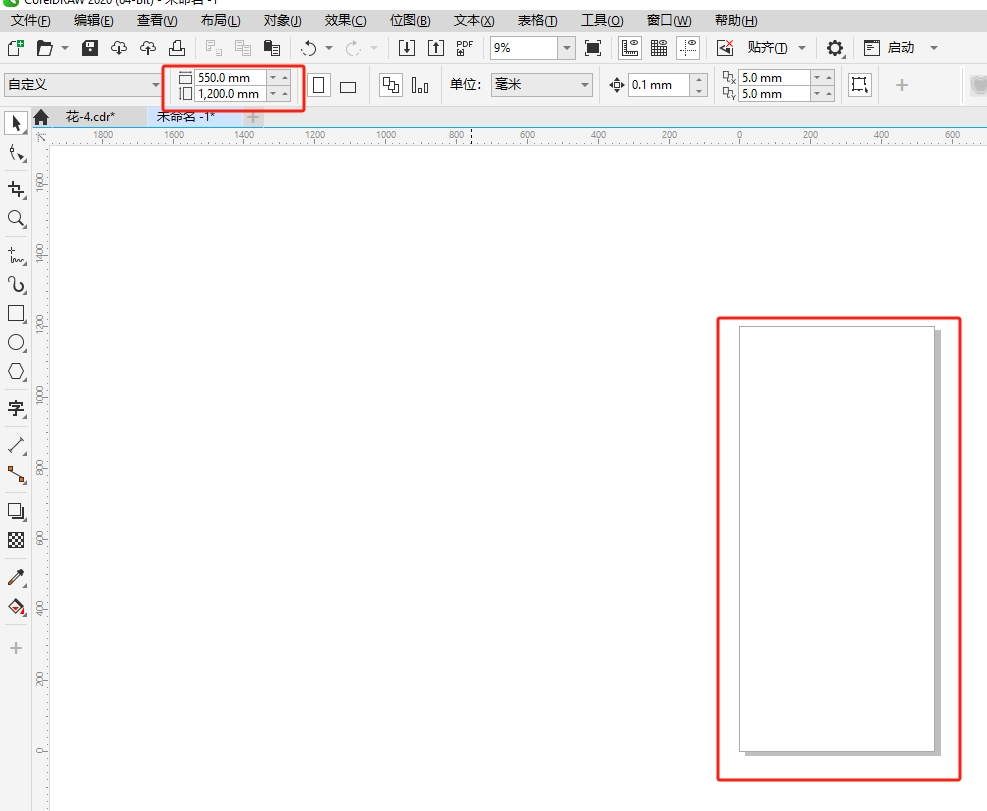 CorelDRAW 2020 (64-Bit) - 未命名 -1*
文件(F) 编辑(E) 查看(V) 布局(L) 对象(J) 效果(C) 位图(B) 文本(X) 表格(T) 工具(O) 窗口(W) 帮助(H)
PDF 9% 贴齐(T) 启动
自定义 550.0 mm 单位: 毫米 0.1 mm 5.0 mm
1,200.0 mm 5.0 mm
花-4.cdr* 未命名 -1*
1800 1600 1400 1200 1000 800 600 400 200 0 200 400 600
1600
1400
1200
1000
800
字
600
400
200
0